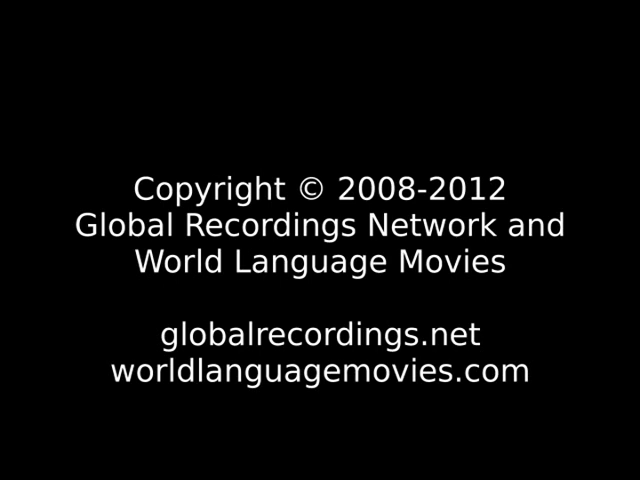 Copyright © 2008-2012
Global Recordings Network and
World Language Movies
globalrecordings.net
worldlanguagemovies.com